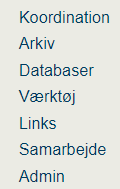 Koordination
Arkiv
Databaser
Værktøj
Links
Samarbejde
Admin